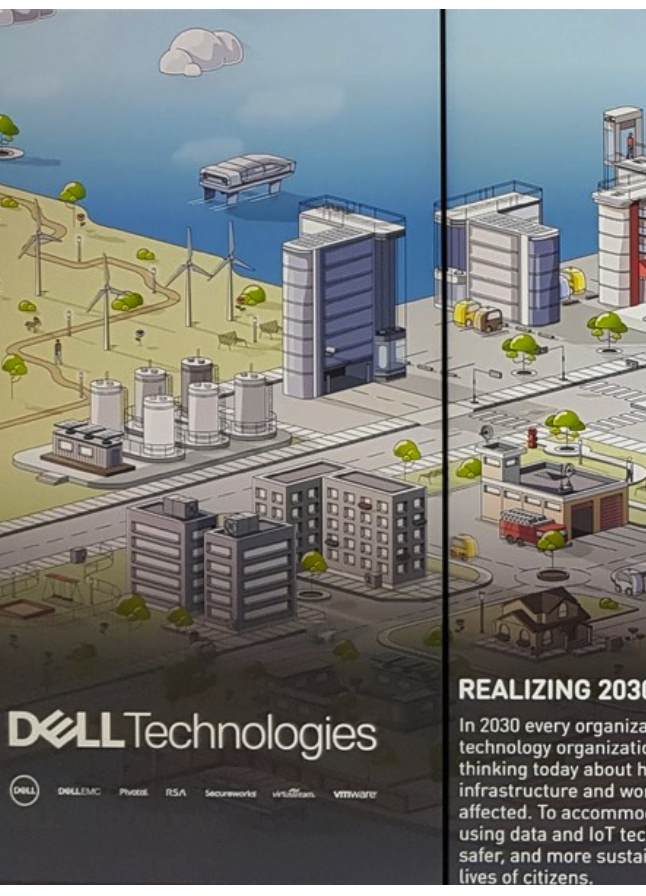 DELLTechnologies
DELL
DELLEMC Pivotal RSA Secureworks virtustream vmware
REALIZING 2030
In 2030 every organiza
technology organizatio
thinking today about h
infrastructure and wor
affected. To accommod
using data and IoT tec
safer, and more sustai
lives of citizens.